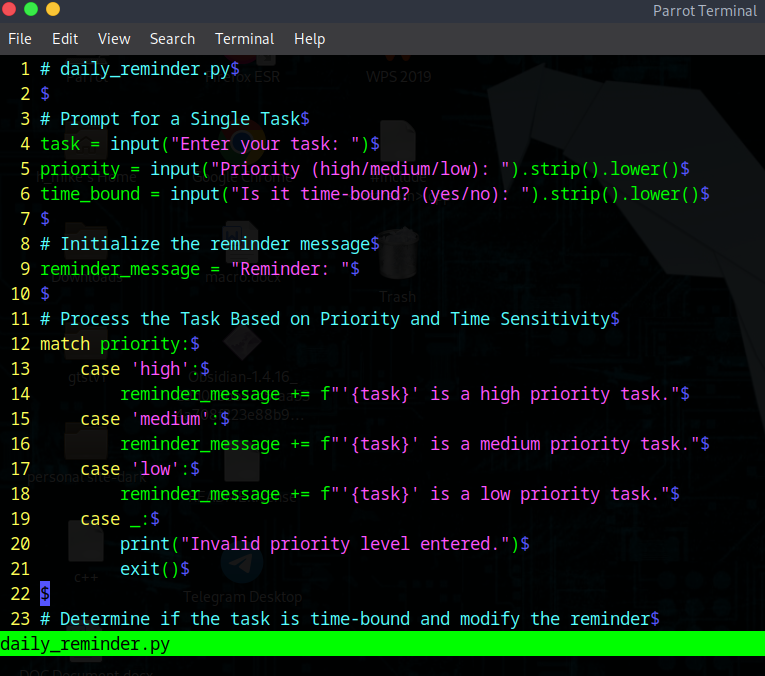 Parrot Terminal
File Edit View Search Terminal Help
1 # daily_reminder.py$
2 $
3 # Prompt for a Single Task$
4 task = input("Enter your task: ")$
5 priority = input("Priority (high/medium/low): ").strip().lower()$
6 time_bound = input("Is it time-bound? (yes/no): ").strip().lower()$
7 $
8 # Initialize the reminder message$
9 reminder_message = "Reminder: "$
10 $
11 # Process the Task Based on Priority and Time Sensitivity$
12 match priority:$
13     case 'high':$
14         reminder_message += f"'{task}' is a high priority task."$
15     case 'medium':$
16         reminder_message += f"'{task}' is a medium priority task."$
17     case 'low':$
18         reminder_message += f"'{task}' is a low priority task."$
19     case _:$
20         print("Invalid priority level entered.")$
21         exit()$
22 $
23 # Determine if the task is time-bound and modify the reminder$
daily_reminder.py
WPS 2019
Trash
c++
Telegram Desktop